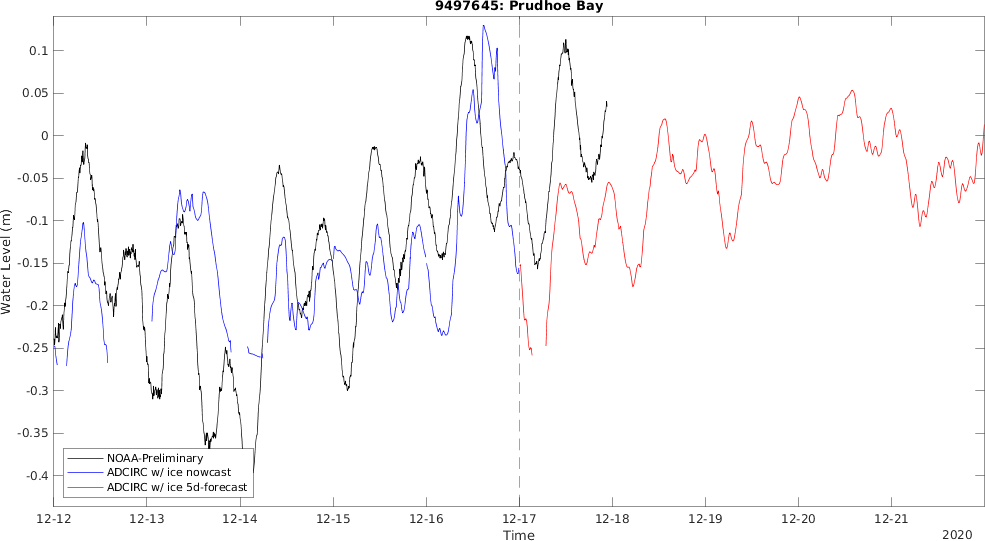 9497645: Prudhoe Bay
Water Level (m)
0.1
0.05
0
-0.05
-0.1
-0.15
-0.2
-0.25
-0.3
-0.35
-0.4
NOAA-Preliminary
ADCIRC w/ ice nowcast
ADCIRC w/ ice 5d-forecast
12-12 12-13 12-14 12-15 12-16 12-17 12-18 12-19 12-20 12-21
Time
2020